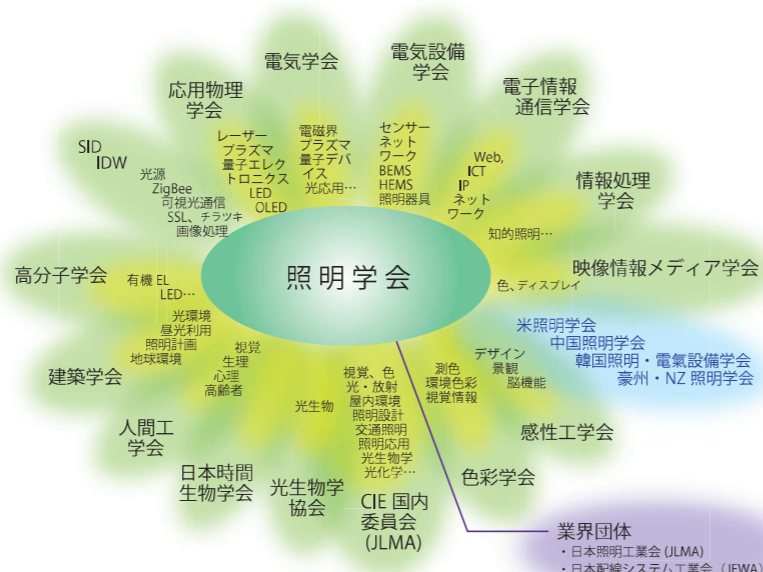 電気学会
電気設備
学会
応用物理
学会
電子情報
通信学会
SID
IDW
情報処理
学会
映像情報メディア学会
高分子学会
建築学会
人間工
学会
日本時間
生物学会
光生物学
協会
CIE 国内
委員会
(JLMA)
色彩学会
感性工学会
米照明学会
中国照明学会
韓国照明・電氣設備学会
豪州・NZ 照明学会
照明学会
光源
ZigBee
可視光通信
SSL、チラツキ
画像処理
レーザー
プラズマ
量子エレク
トロニクス
LED
OLED
電磁界
プラズマ
量子デバ
イス
光応用…
センサー
ネット
ワーク
BEMS
HEMS
照明器具
Web,
ICT
IP
ネット
ワーク
知的照明…
色、ディスプレイ
有機 EL
LED…
光環境
昼光利用
照明計画
地球環境
視覚
生理
心理
高齢者
光生物
視覚、色
光・放射
屋内環境
照明設計
交通照明
照明応用
光生物学
光化学…
測色
環境色彩
視覚情報
デザイン
景観
脳機能
業界団体
・日本照明工業会 (JLMA)
・日本配線システム工業会（JEWA）